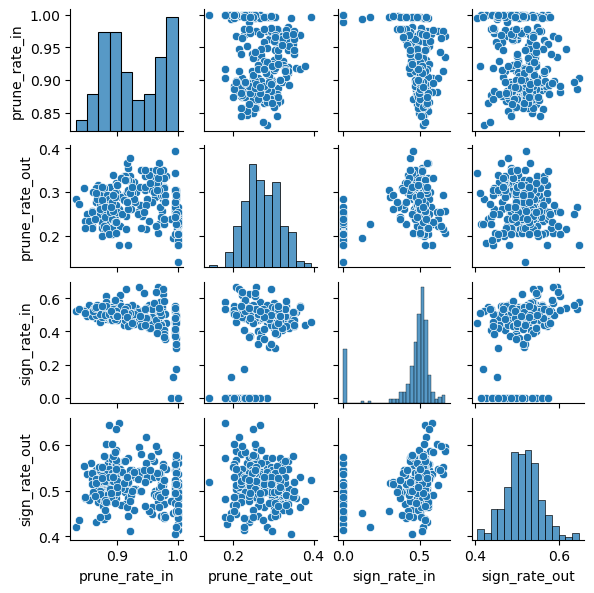 prune_rate_in
1.00
0.95
0.90
0.85
prune_rate_out
0.4
0.3
0.2
sign_rate_in
0.6
0.4
0.2
0.0
sign_rate_out
0.6
0.5
0.4
0.9 1.0 0.2 0.4 0.0 0.5 0.4 0.6
prune_rate_in prune_rate_out sign_rate_in sign_rate_out